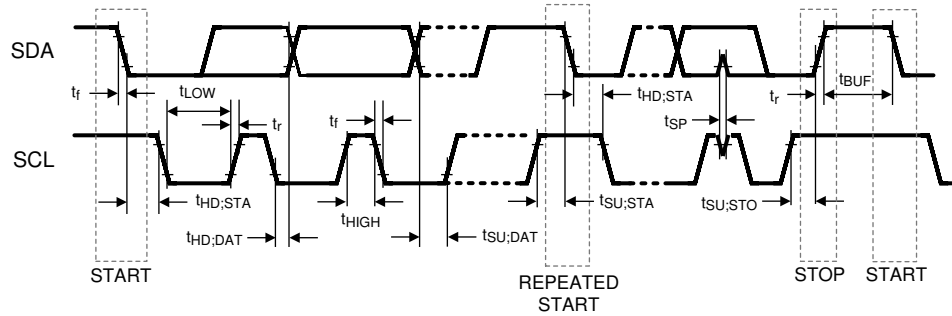 SDA
tf
tLOW
tr
tf
tHD;STA
tSP
tr
tBUF
SCL
tHD;STA
tHD;DAT
tHIGH
tSU;DAT
tSU;STA
tSU;STO
START
REPEATED
START
STOP
START